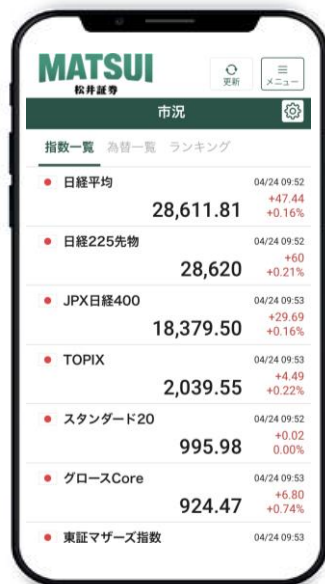 MATSUI
松井証券
更新
メニュー
市況
指数一覧 為替一覧 ランキング
日経平均 04/24 09:52
28,611.81 +47.44
+0.16%
日経225先物 04/24 09:52
28,620 +60
+0.21%
JPX日経400 04/24 09:53
18,379.50 +29.69
+0.16%
TOPIX 04/24 09:53
2,039.55 +4.49
+0.22%
スタンダード20 04/24 09:52
995.98 +0.02
0.00%
グロースCore 04/24 09:53
924.47 +6.80
+0.74%
東証マザーズ指数 04/24 09:53